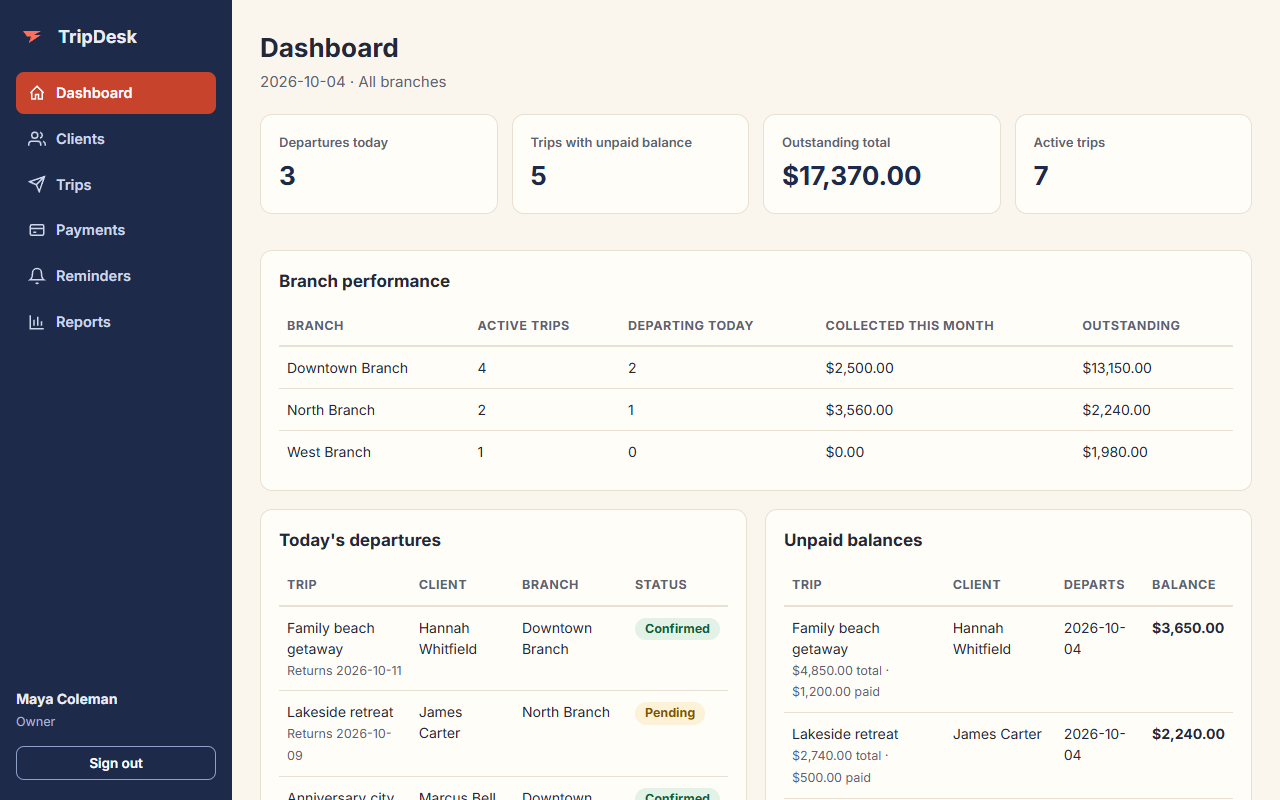 TripDesk
Dashboard
Clients
Trips
Payments
Reminders
Reports
Maya Coleman
Owner
Sign out
Dashboard
2026-10-04 · All branches
Departures today
3
Trips with unpaid balance
5
Outstanding total
$17,370.00
Active trips
7
Branch performance
BRANCH ACTIVE TRIPS DEPARTING TODAY COLLECTED THIS MONTH OUTSTANDING
Downtown Branch 4 2 $2,500.00 $13,150.00
North Branch 2 1 $3,560.00 $2,240.00
West Branch 1 0 $0.00 $1,980.00
Today's departures
TRIP CLIENT BRANCH STATUS
Family beach Hannah Downtown Confirmed
getaway Whitfield Branch
Returns 2026-10-11
Lakeside retreat James North Branch Pending
Returns 2026-10- Carter
09
Anniversary city Marcus Bell Downtown Confirmed
Unpaid balances
TRIP CLIENT DEPARTS BALANCE
Family beach Hannah 2026-10- $3,650.00
getaway Whitfield 04
$4,850.00 total ·
$1,200.00 paid
Lakeside retreat James Carter 2026-10- $2,240.00
$2,740.00 total · 04
$500.00 paid